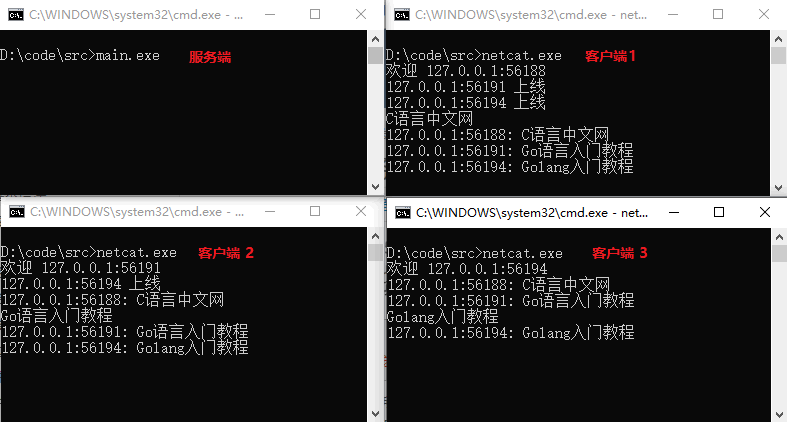 C:\WINDOWS\system32\cmd.exe - ...
D:\code\src>main.exe
服务端
C:\WINDOWS\system32\cmd.exe - net...
D:\code\src>netcat.exe
客户端1
欢迎 127.0.0.1:56188
127.0.0.1:56191 上线
127.0.0.1:56194 上线
C语言中文网
127.0.0.1:56188: C语言中文网
127.0.0.1:56191: Go语言入门教程
127.0.0.1:56194: Golang入门教程
C:\WINDOWS\system32\cmd.exe - ...
D:\code\src>netcat.exe
客户端 2
欢迎 127.0.0.1:56191
127.0.0.1:56194 上线
127.0.0.1:56188: C语言中文网
Go语言入门教程
127.0.0.1:56191: Go语言入门教程
127.0.0.1:56194: Golang入门教程
C:\WINDOWS\system32\cmd.exe - net...
D:\code\src>netcat.exe
客户端 3
欢迎 127.0.0.1:56194
127.0.0.1:56188: C语言中文网
127.0.0.1:56191: Go语言入门教程
Golang入门教程
127.0.0.1:56194: Golang入门教程